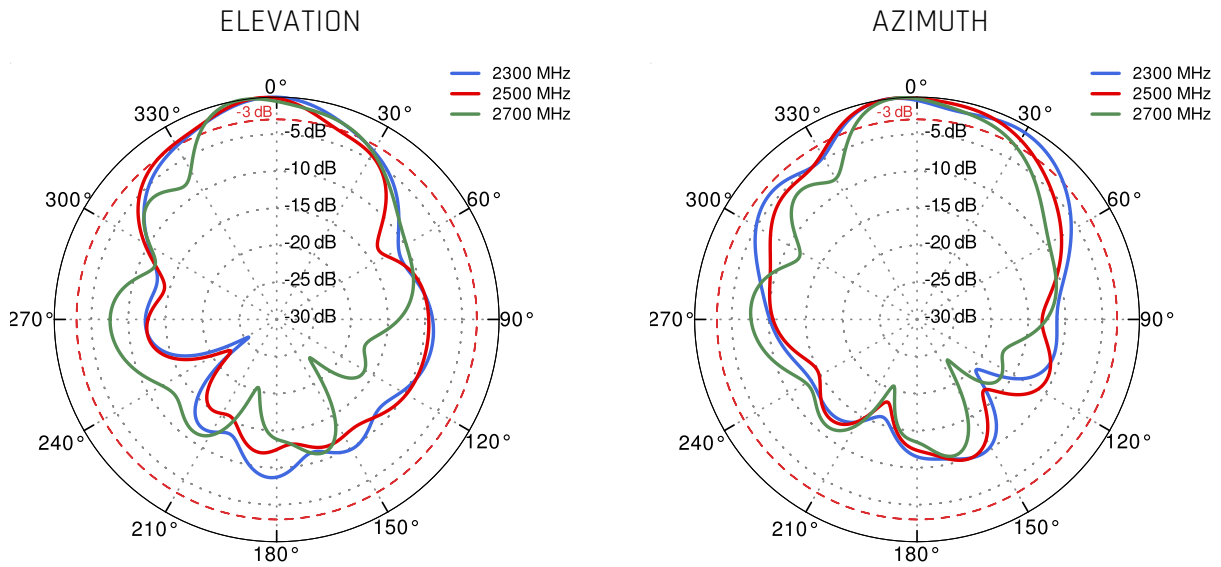 ELEVATION
2300 MHz
2500 MHz
2700 MHz
0°
330°
-3 dB
30°
-5 dB
-10 dB
300°
60°
-15 dB
-20 dB
-25 dB
270°
-30 dB
90°
240°
120°
210°
150°
180°
AZIMUTH
2300 MHz
2500 MHz
2700 MHz
0°
330°
-3 dB
30°
-5 dB
-10 dB
300°
60°
-15 dB
-20 dB
-25 dB
270°
-30 dB
90°
240°
120°
210°
150°
180°